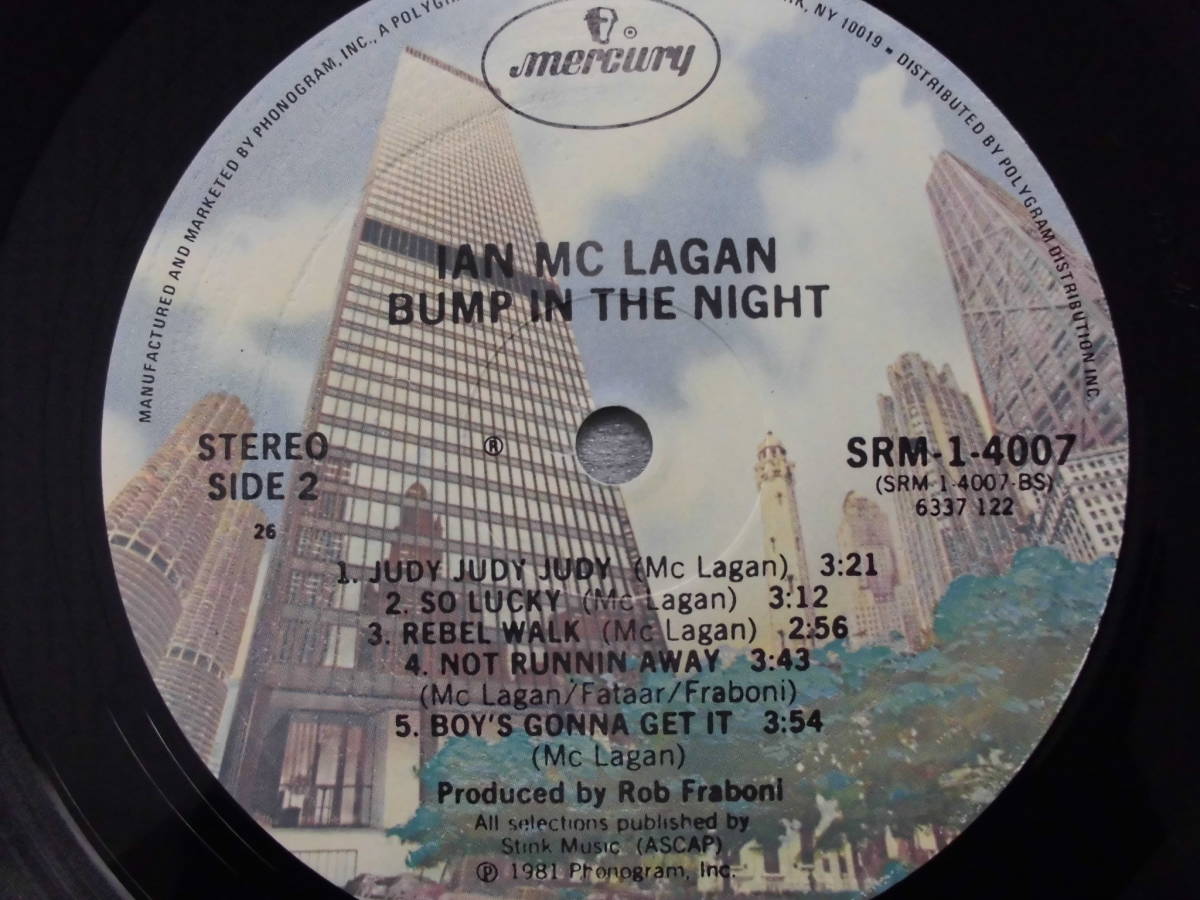 MANUFACTURED AND MARKETED BY PHONOGRAM, INC., A POLYGRA
RK, NY 10019 • DISTRIBUTED BY POLYGRAM DISTRIBUTION INC.
mercury
IAN MC LAGAN
BUMP IN THE NIGHT
STEREO
SIDE 2
26
℗
SRM-1-4007
(SRM-1-4007-BS)
6337 122
1. JUDY JUDY JUDY (Mc Lagan) 3:21
2. SO LUCKY (Mc Lagan) 3:12
3. REBEL WALK (Mc Lagan) 2:56
4. NOT RUNNIN AWAY 3:43
(Mc Lagan/Fataar/Fraboni)
5. BOY'S GONNA GET IT 3:54
(Mc Lagan)
Produced by Rob Fraboni
All selections published by
Stink Music (ASCAP)
℗ 1981 Phonogram, Inc.